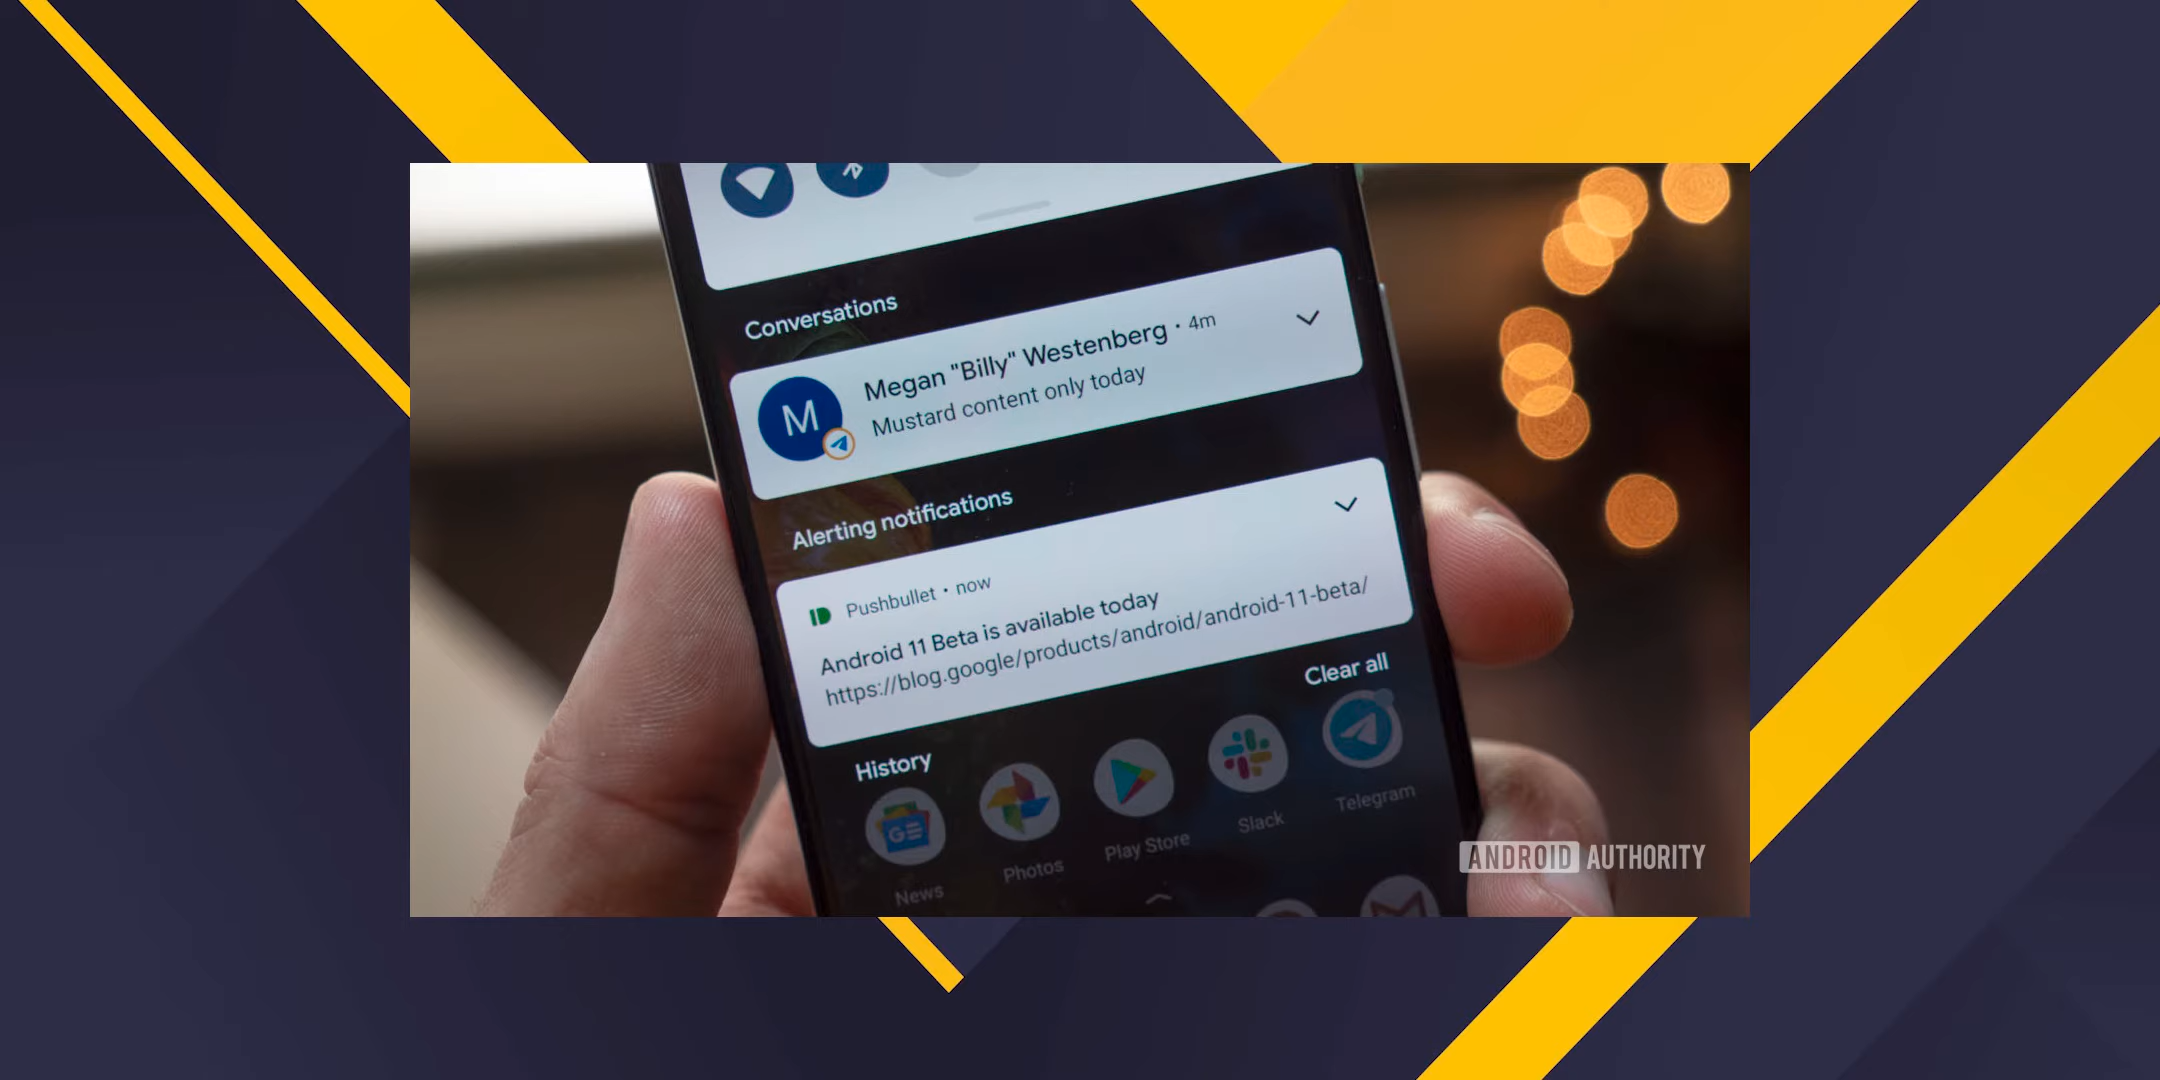 Conversations
Megan "Billy" Westenberg · 4m
Mustard content only today
M
Alerting notifications
Pushbullet · now
Android 11 Beta is available today
https://blog.google/products/android/android-11-beta/
Clear all
History
GE
News
Photos
Play Store
Slack
Telegram
ANDROID AUTHORITY